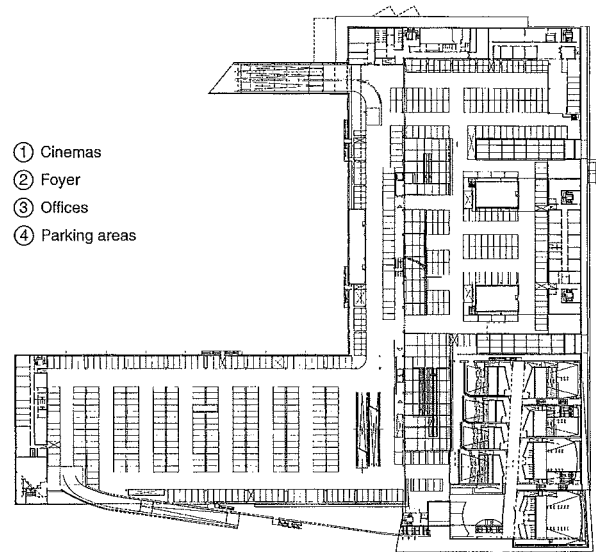 ① Cinemas
② Foyer
③ Offices
④ Parking areas